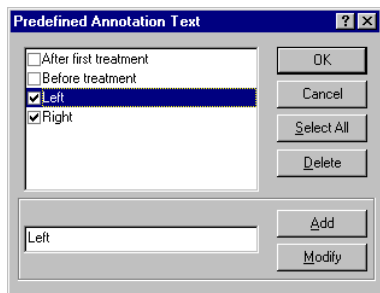 Predefined Annotation Text
After first treatment
Before treatment
Left
Right
OK
Cancel
Select All
Delete
Left
Add
Modify